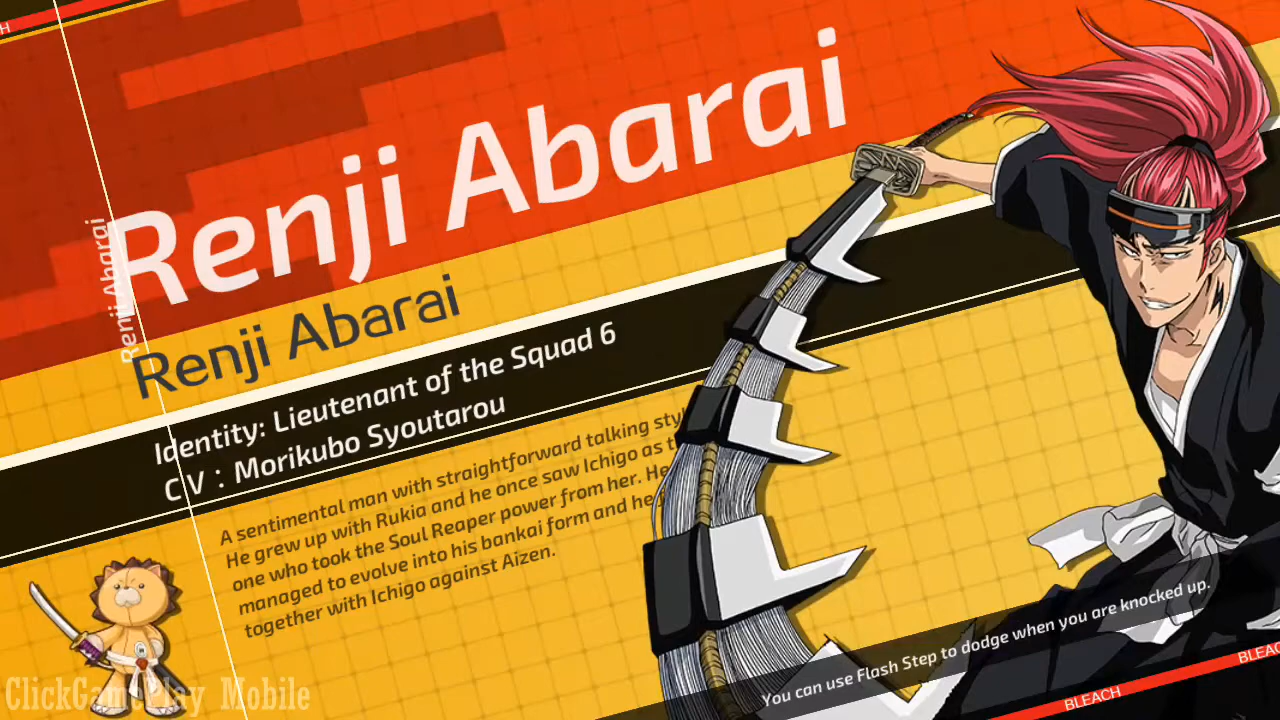 H
Renji Abarai
Renji Abarai
Renji Abarai
Identity: Lieutenant of the Squad 6
CV : Morikubo Syoutarou
A sentimental man with straightforward talking
He grew up with Rukia and he once saw Ichigo as
one who took the Soul Reaper power from her. He
managed to evolve into his bankai form and he
together with Ichigo against Aizen.
You can use Flash Step to dodge when you are knocked up.
BLEACH
BLEAC
ClickGamePlay Mobile